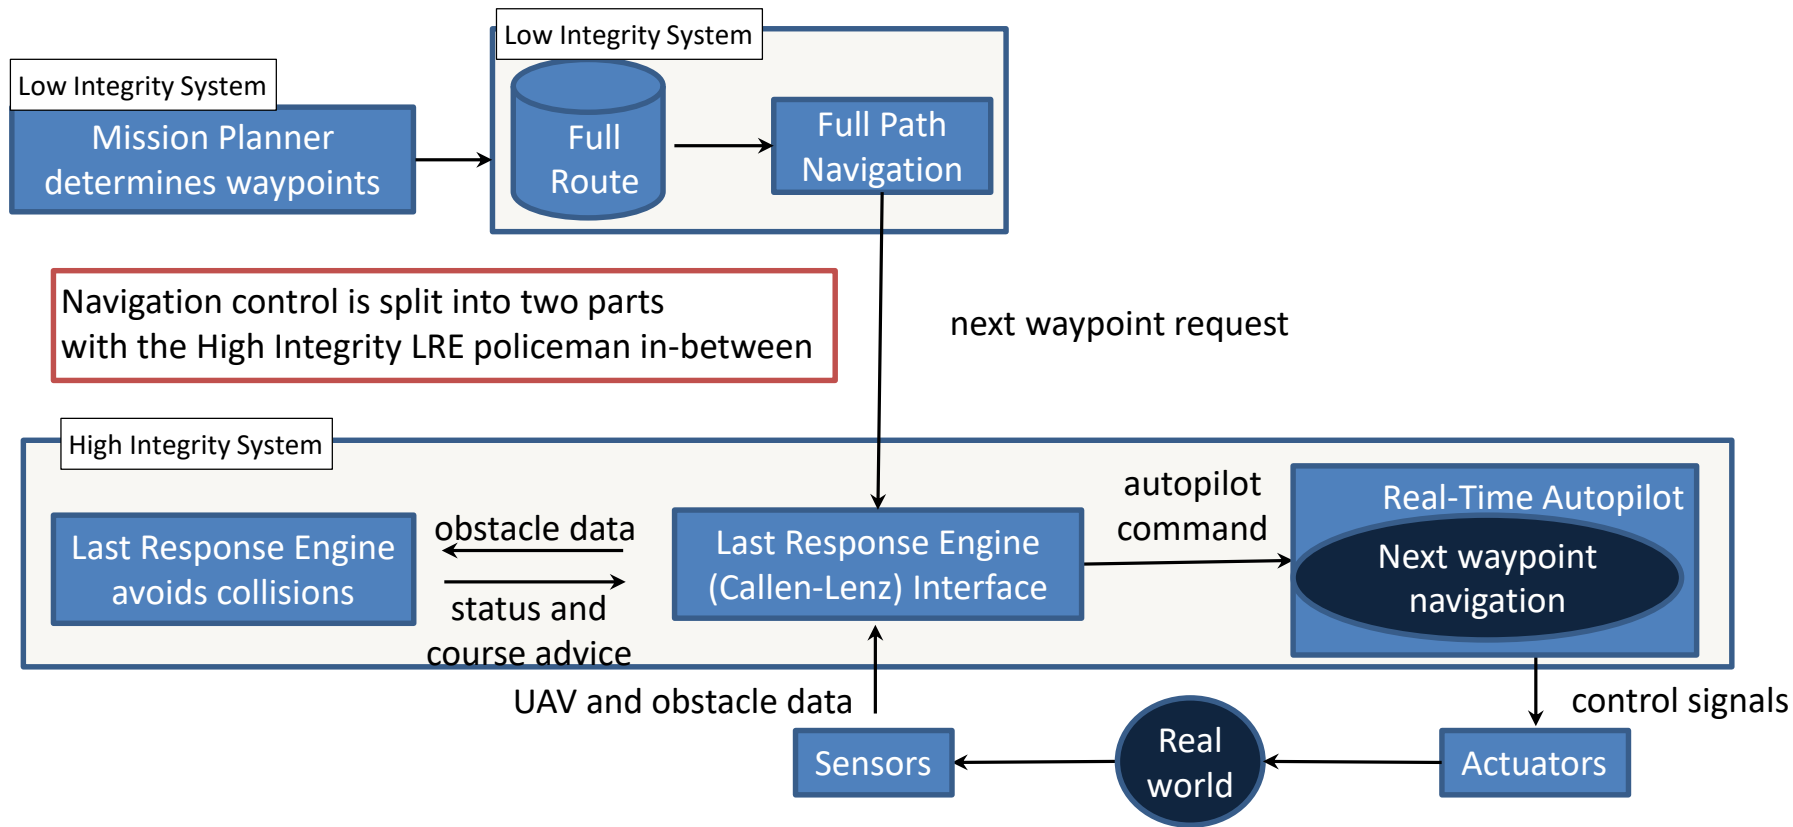 Low Integrity System
Low Integrity System
Mission Planner
determines waypoints
Full
Route
Full Path
Navigation
Navigation control is split into two parts
with the High Integrity LRE policeman in-between
next waypoint request
High Integrity System
Last Response Engine
avoids collisions
obstacle data
status and
course advice
Last Response Engine
(Callen-Lenz) Interface
autopilot
command
Real-Time Autopilot
Next waypoint
navigation
UAV and obstacle data
control signals
Sensors
Real
world
Actuators